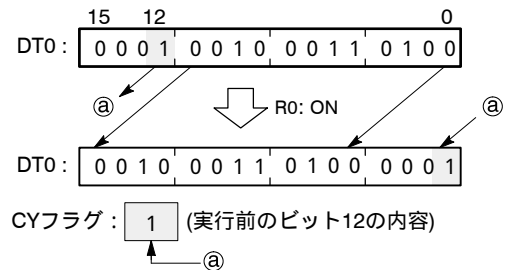 15 12 0
DT0 : 0 0 0 1 0 0 1 0 0 0 1 1 0 1 0 0
ⓐ R0: ON ⓐ
DT0 : 0 0 1 0 0 0 1 1 0 1 0 0 0 0 0 1
CYフラグ : 1 (実行前のビット12の内容)
ⓐ